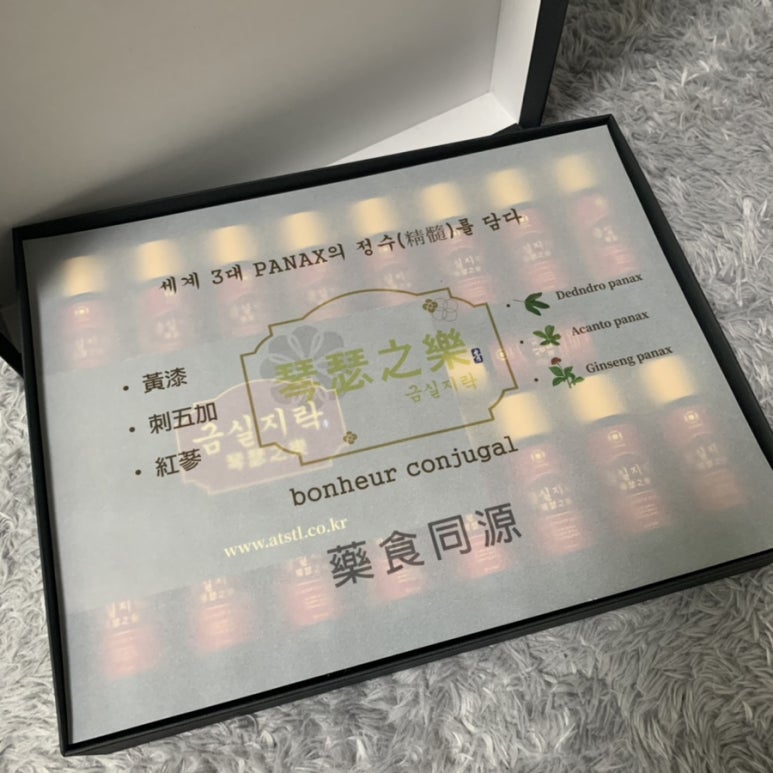 세계 3대 PANAX의 정수(精髓)를 담다
琴瑟之樂
금실지락
• 黃漆
• 刺五加
• 紅蔘
• Dedndro panax
• Acanto panax
• Ginseng panax
금실지락
琴瑟之樂
bonheur conjugal
www.atstl.co.kr
藥食同源